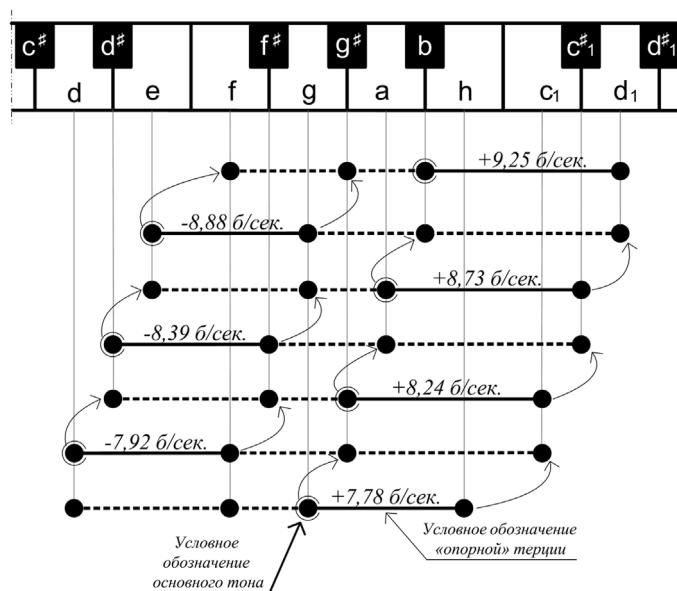 c♯ d♯ f♯ g♯ b c♯₁ d♯₁
d e f g a h c₁ d₁
+9,25 б/сек.
-8,88 б/сек.
+8,73 б/сек.
-8,39 б/сек.
+8,24 б/сек.
-7,92 б/сек.
+7,78 б/сек.
Условное
обозначение
основного тона
Условное обозначение
«опорной» терции